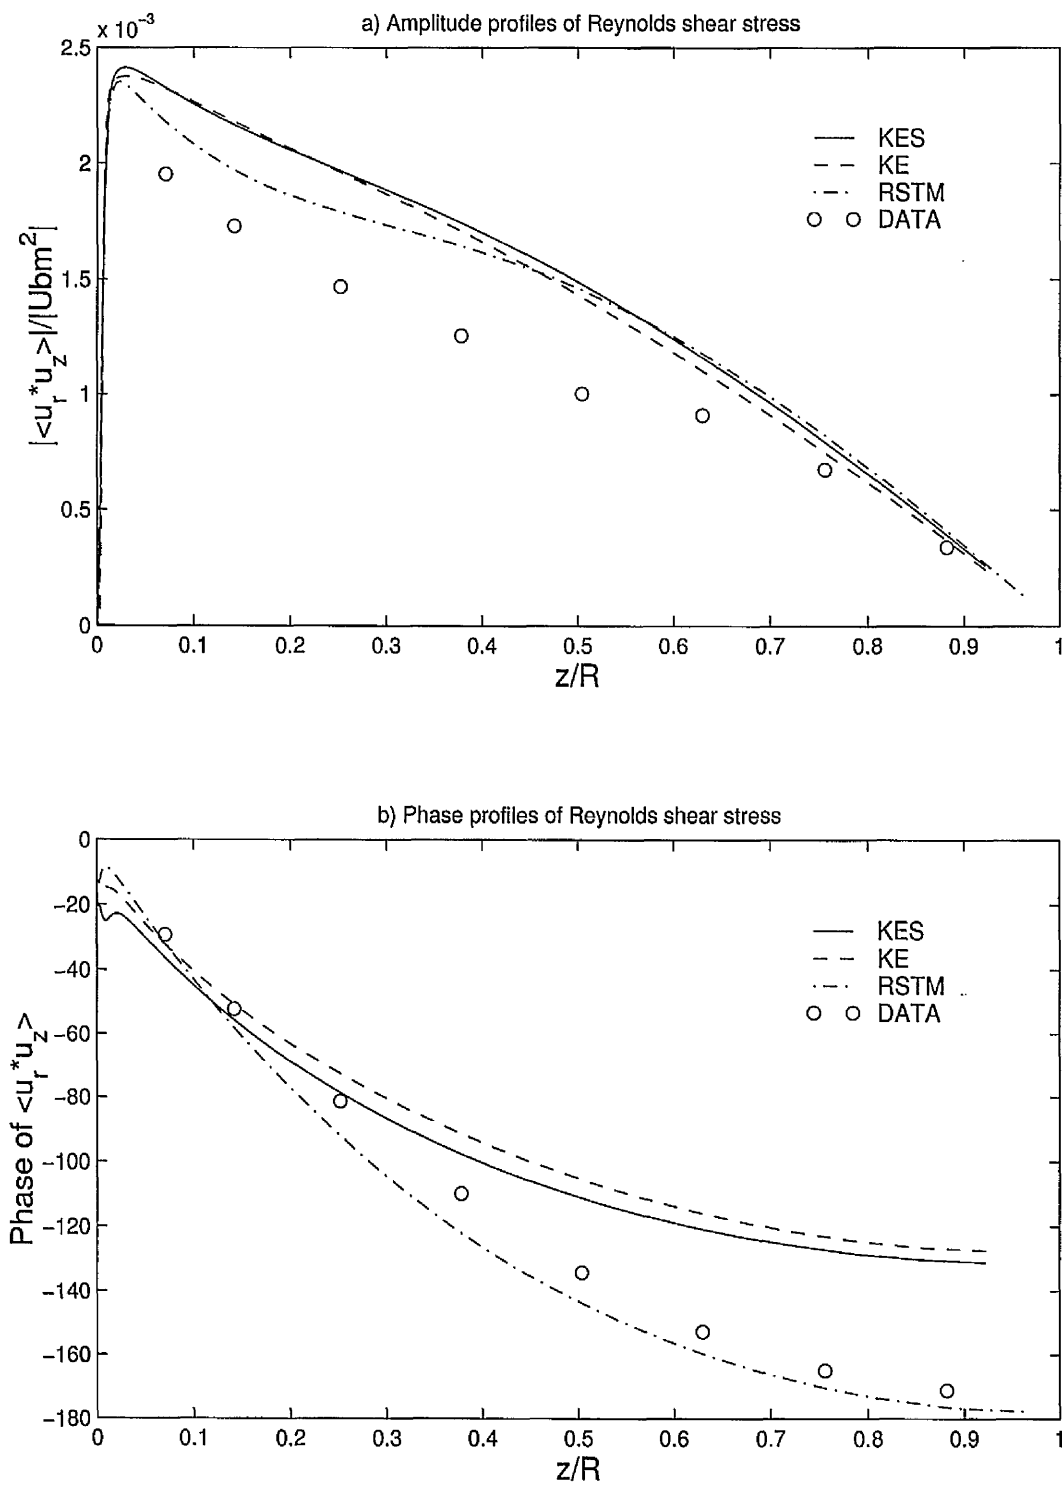 a) Amplitude profiles of Reynolds shear stress
x 10^-3
2.5
2
1.5
1
0.5
0
|<u_r*u_z>|/|Ubm^2|
KES
KE
RSTM
DATA
0 0.1 0.2 0.3 0.4 0.5 0.6 0.7 0.8 0.9 1
z/R
b) Phase profiles of Reynolds shear stress
0
−20
−40
−60
−80
−100
−120
−140
−160
−180
Phase of <u_r*u_z>
KES
KE
RSTM
DATA
0 0.1 0.2 0.3 0.4 0.5 0.6 0.7 0.8 0.9 1
z/R